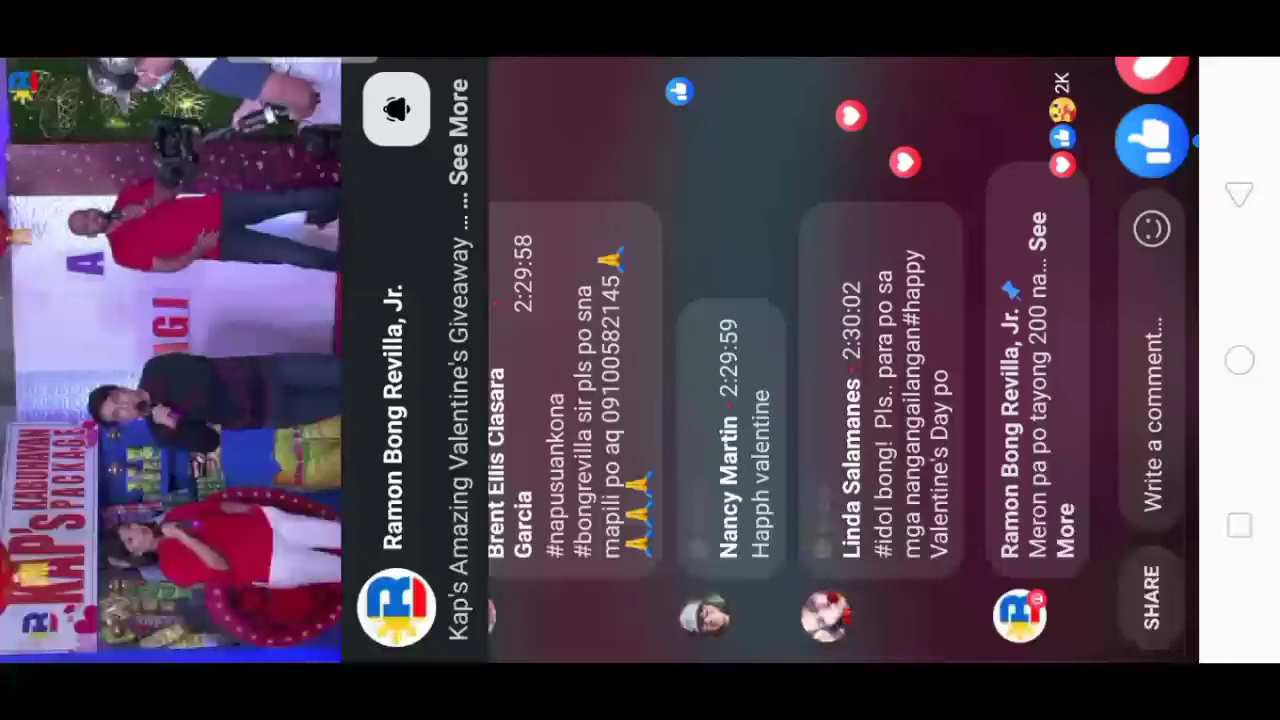 KAP'S
KABUHAYAN
PACKAGE
A
AGI
Ramon Bong Revilla, Jr.
Kap's Amazing Valentine's Giveaway ... ... See More
Brent Ellis Clasara
Garcia 2:29:58
#napusuankona
#bongrevilla sir pls po sna
mapili po aq 09100582145🙏
🙏🙏🙏
Nancy Martin · 2:29:59
Happh valentine
Linda Salamanes · 2:30:02
#idol bong! Pls.. para po sa
mga nangangailangan#happy
Valentine's Day po
Ramon Bong Revilla, Jr. 📌
Meron pa po tayong 200 na... See
More
2K
SHARE
Write a comment...